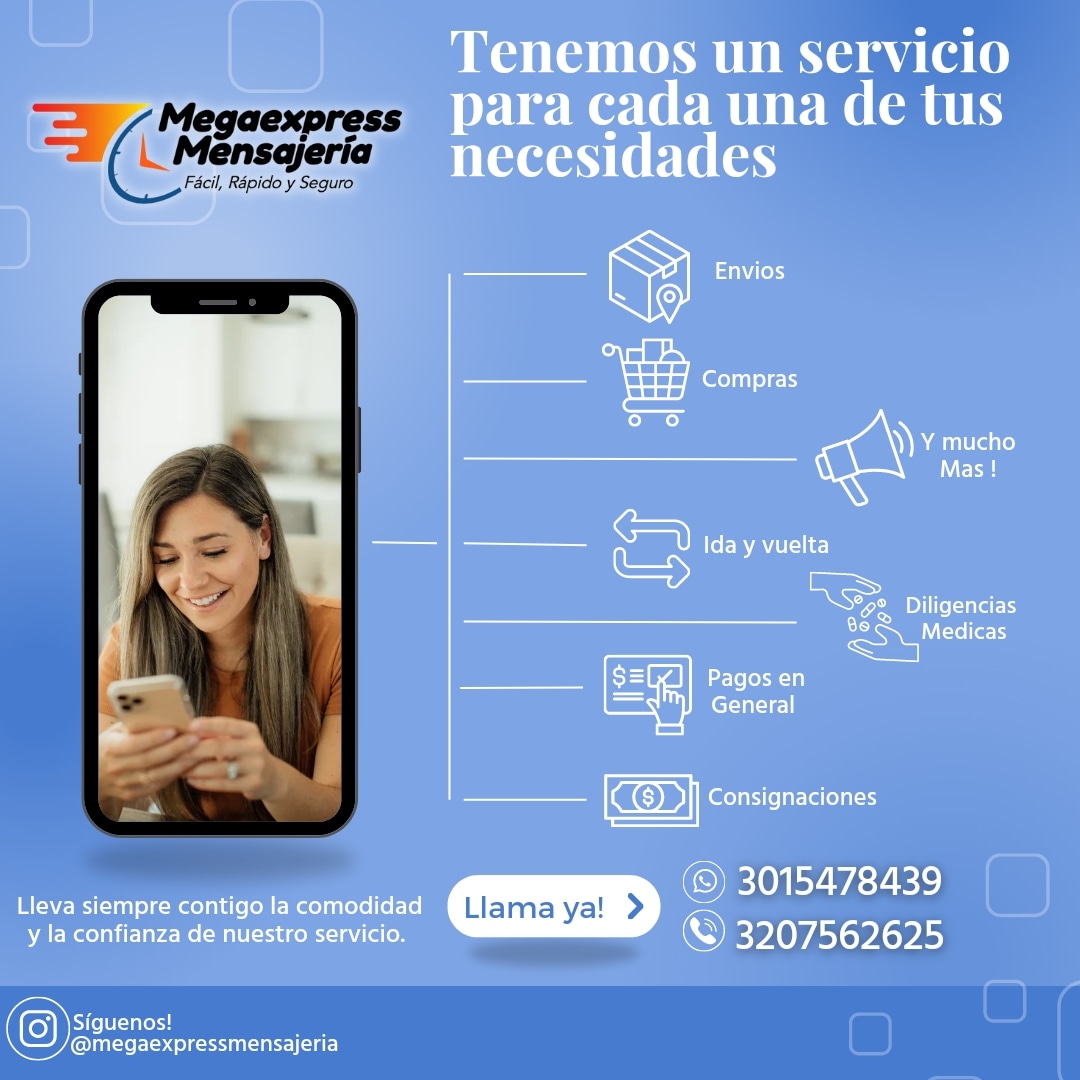 Megaexpress
Mensajería
Fácil, Rápido y Seguro
Tenemos un servicio
para cada una de tus
necesidades
Envios
Compras
Y mucho
Mas !
Ida y vuelta
Diligencias
Medicas
Pagos en
General
Consignaciones
Lleva siempre contigo la comodidad
y la confianza de nuestro servicio.
Llama ya!
3015478439
3207562625
Síguenos!
@megaexpressmensajeria